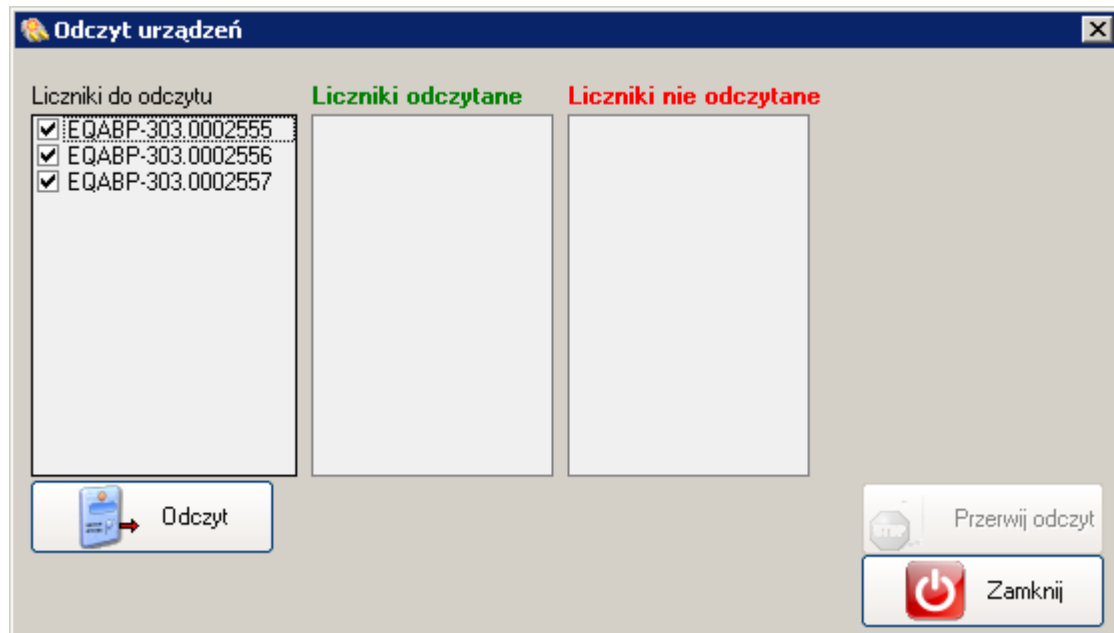 Odczyt urządzeń
Liczniki do odczytu
Liczniki odczytane
Liczniki nie odczytane
EQABP-303.0002555
EQABP-303.0002556
EQABP-303.0002557
Odczyt
Przerwij odczyt
Zamknij